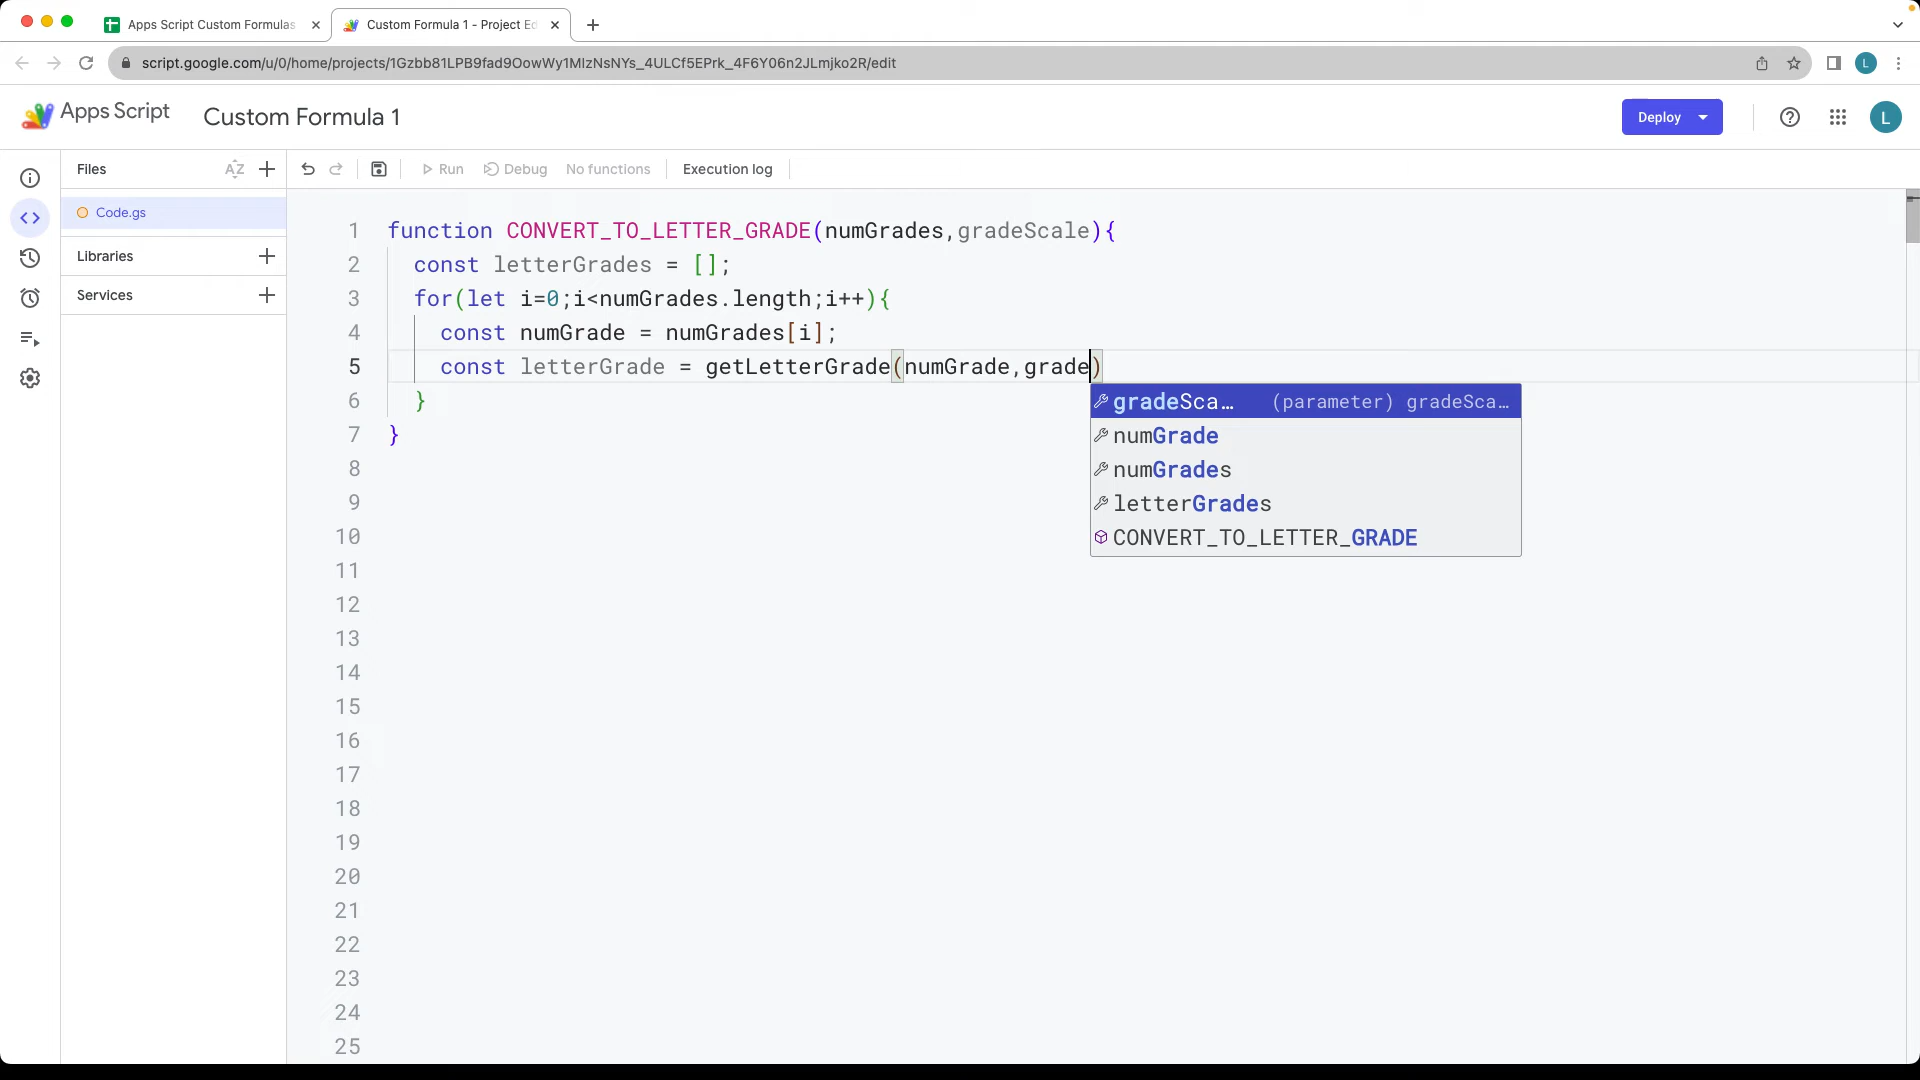 Apps Script Custom Formulas
Custom Formula 1 - Project Ed
script.google.com/u/0/home/projects/1Gzbb81LPB9fad9OowWy1MIzNsNYs_4ULCf5EPrk_4F6Y06n2JLmjko2R/edit
L
Apps Script
Custom Formula 1
Deploy
L
Files
AZ
Run
Debug
No functions
Execution log
Code.gs
Libraries
Services
1 function CONVERT_TO_LETTER_GRADE(numGrades,gradeScale){
2 const letterGrades = [];
3 for(let i=0;i<numGrades.length;i++){
4 const numGrade = numGrades[i];
5 const letterGrade = getLetterGrade(numGrade,grade)
6 }
7 }
gradeSca… (parameter) gradeSca…
numGrade
numGrades
letterGrades
CONVERT_TO_LETTER_GRADE
8
9
10
11
12
13
14
15
16
17
18
19
20
21
22
23
24
25